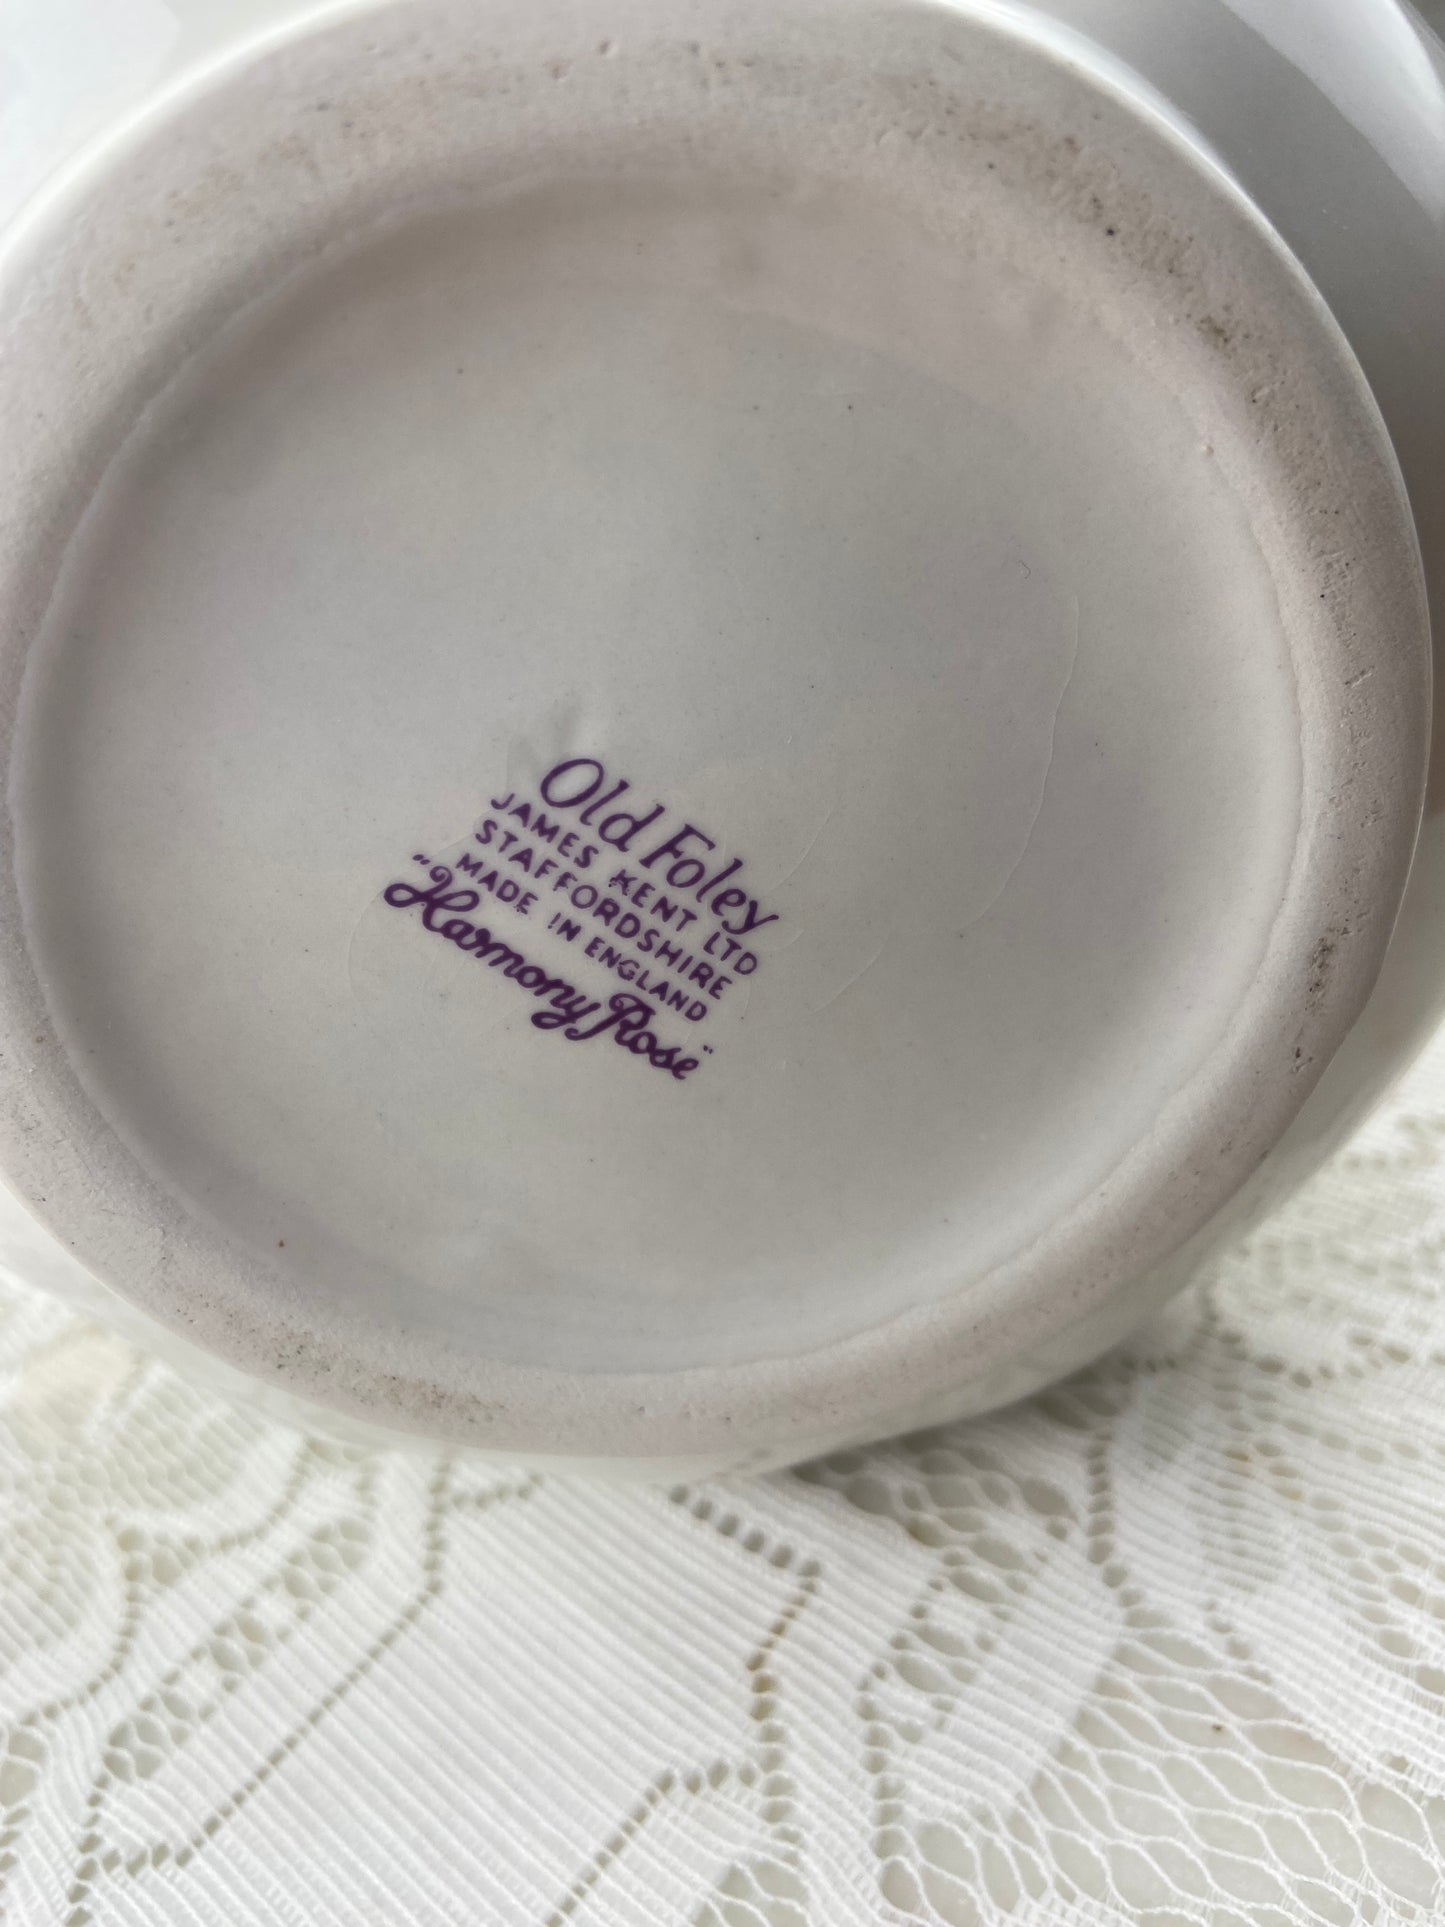 Old Foley
JAMES KENT LTD
STAFFORDSHIRE
MADE IN ENGLAND
"Harmony Rose"